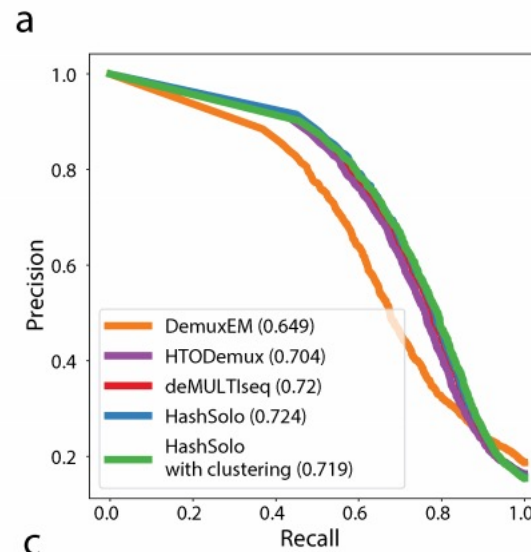 a
1.0
0.8
0.6
0.4
0.2
Precision
DemuxEM (0.649)
HTODemux (0.704)
deMULTIseq (0.72)
HashSolo (0.724)
HashSolo
with clustering (0.719)
0.0 0.2 0.4 0.6 0.8 1.0
Recall
c